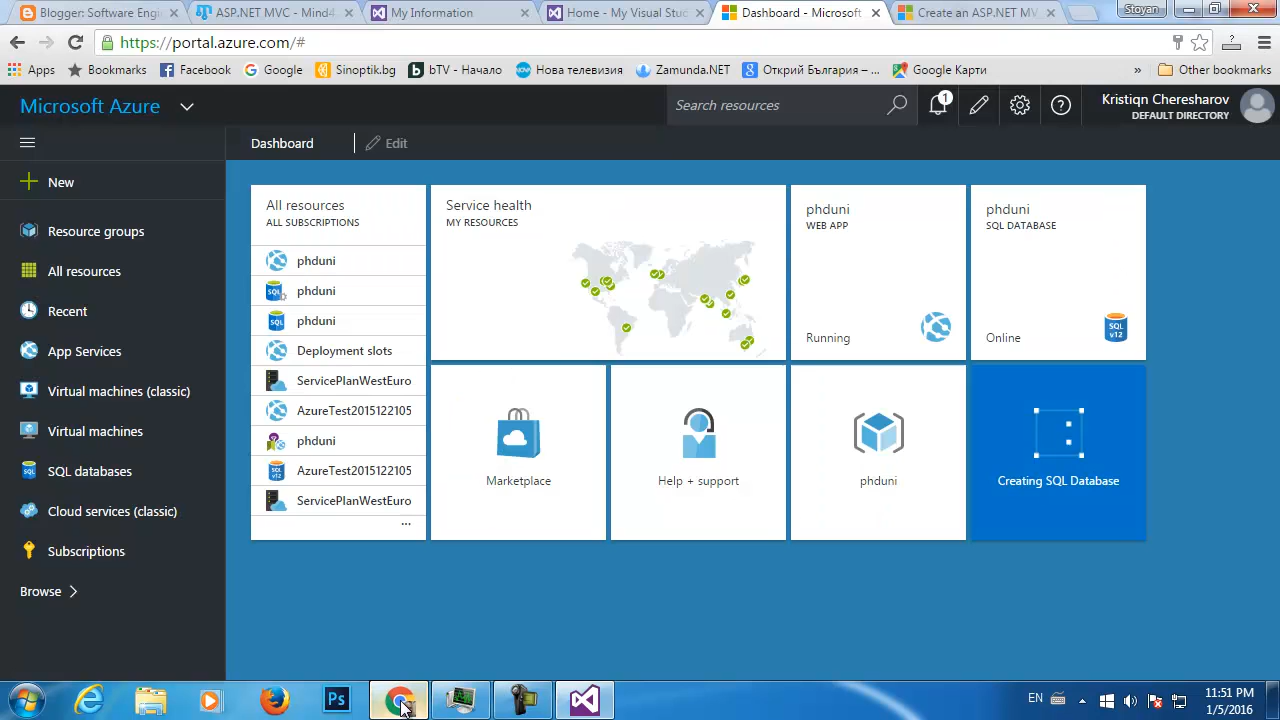 Blogger: Software Engi
ASP.NET MVC - Mind4
My Information
Home - My Visual Stud
Dashboard - Microsoft
Create an ASP.NET MV
Stoyan
https://portal.azure.com/#
Apps
Bookmarks
Facebook
Google
Sinoptik.bg
bTV - Начало
Нова телевизия
Zamunda.NET
Открий България – ...
Google Карти
»
Other bookmarks
Microsoft Azure
Search resources
1
Kristiqn Cheresharov
DEFAULT DIRECTORY
Dashboard
Edit
New
Resource groups
All resources
Recent
App Services
Virtual machines (classic)
Virtual machines
SQL databases
Cloud services (classic)
Subscriptions
Browse
All resources
ALL SUBSCRIPTIONS
phduni
phduni
phduni
Deployment slots
ServicePlanWestEuro
AzureTest2015122105
phduni
AzureTest2015122105
ServicePlanWestEuro
...
Service health
MY RESOURCES
phduni
WEB APP
Running
phduni
SQL DATABASE
Online
SQL v12
Marketplace
Help + support
phduni
Creating SQL Database
Ps
EN
11:51 PM
1/5/2016